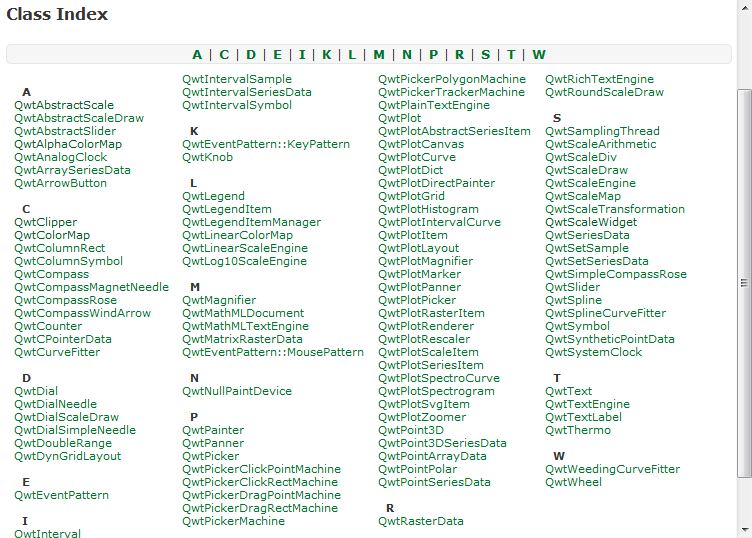 Class Index
A | C | D | E | I | K | L | M | N | P | R | S | T | W
A
QwtAbstractScale
QwtAbstractScaleDraw
QwtAbstractSlider
QwtAlphaColorMap
QwtAnalogClock
QwtArraySeriesData
QwtArrowButton
C
QwtClipper
QwtColorMap
QwtColumnRect
QwtColumnSymbol
QwtCompass
QwtCompassMagnetNeedle
QwtCompassRose
QwtCompassWindArrow
QwtCounter
QwtCPointerData
QwtCurveFitter
D
QwtDial
QwtDialNeedle
QwtDialScaleDraw
QwtDialSimpleNeedle
QwtDoubleRange
QwtDynGridLayout
E
QwtEventPattern
I
QwtInterval
QwtIntervalSample
QwtIntervalSeriesData
QwtIntervalSymbol
K
QwtEventPattern::KeyPattern
QwtKnob
L
QwtLegend
QwtLegendItem
QwtLegendItemManager
QwtLinearColorMap
QwtLinearScaleEngine
QwtLog10ScaleEngine
M
QwtMagnifier
QwtMathMLDocument
QwtMathMLTextEngine
QwtMatrixRasterData
QwtEventPattern::MousePattern
N
QwtNullPaintDevice
P
QwtPainter
QwtPanner
QwtPicker
QwtPickerClickPointMachine
QwtPickerClickRectMachine
QwtPickerDragPointMachine
QwtPickerDragRectMachine
QwtPickerMachine
QwtPickerPolygonMachine
QwtPickerTrackerMachine
QwtPlainTextEngine
QwtPlot
QwtPlotAbstractSeriesItem
QwtPlotCanvas
QwtPlotCurve
QwtPlotDict
QwtPlotDirectPainter
QwtPlotGrid
QwtPlotHistogram
QwtPlotIntervalCurve
QwtPlotItem
QwtPlotLayout
QwtPlotMagnifier
QwtPlotMarker
QwtPlotPanner
QwtPlotPicker
QwtPlotRasterItem
QwtPlotRenderer
QwtPlotRescaler
QwtPlotScaleItem
QwtPlotSeriesItem
QwtPlotSpectroCurve
QwtPlotSpectrogram
QwtPlotSvgItem
QwtPlotZoomer
QwtPoint3D
QwtPoint3DSeriesData
QwtPointArrayData
QwtPointPolar
QwtPointSeriesData
R
QwtRasterData
QwtRichTextEngine
QwtRoundScaleDraw
S
QwtSamplingThread
QwtScaleArithmetic
QwtScaleDiv
QwtScaleDraw
QwtScaleEngine
QwtScaleMap
QwtScaleTransformation
QwtScaleWidget
QwtSeriesData
QwtSetSample
QwtSetSeriesData
QwtSimpleCompassRose
QwtSlider
QwtSpline
QwtSplineCurveFitter
QwtSymbol
QwtSyntheticPointData
QwtSystemClock
T
QwtText
QwtTextEngine
QwtTextLabel
QwtThermo
W
QwtWeedingCurveFitter
QwtWheel